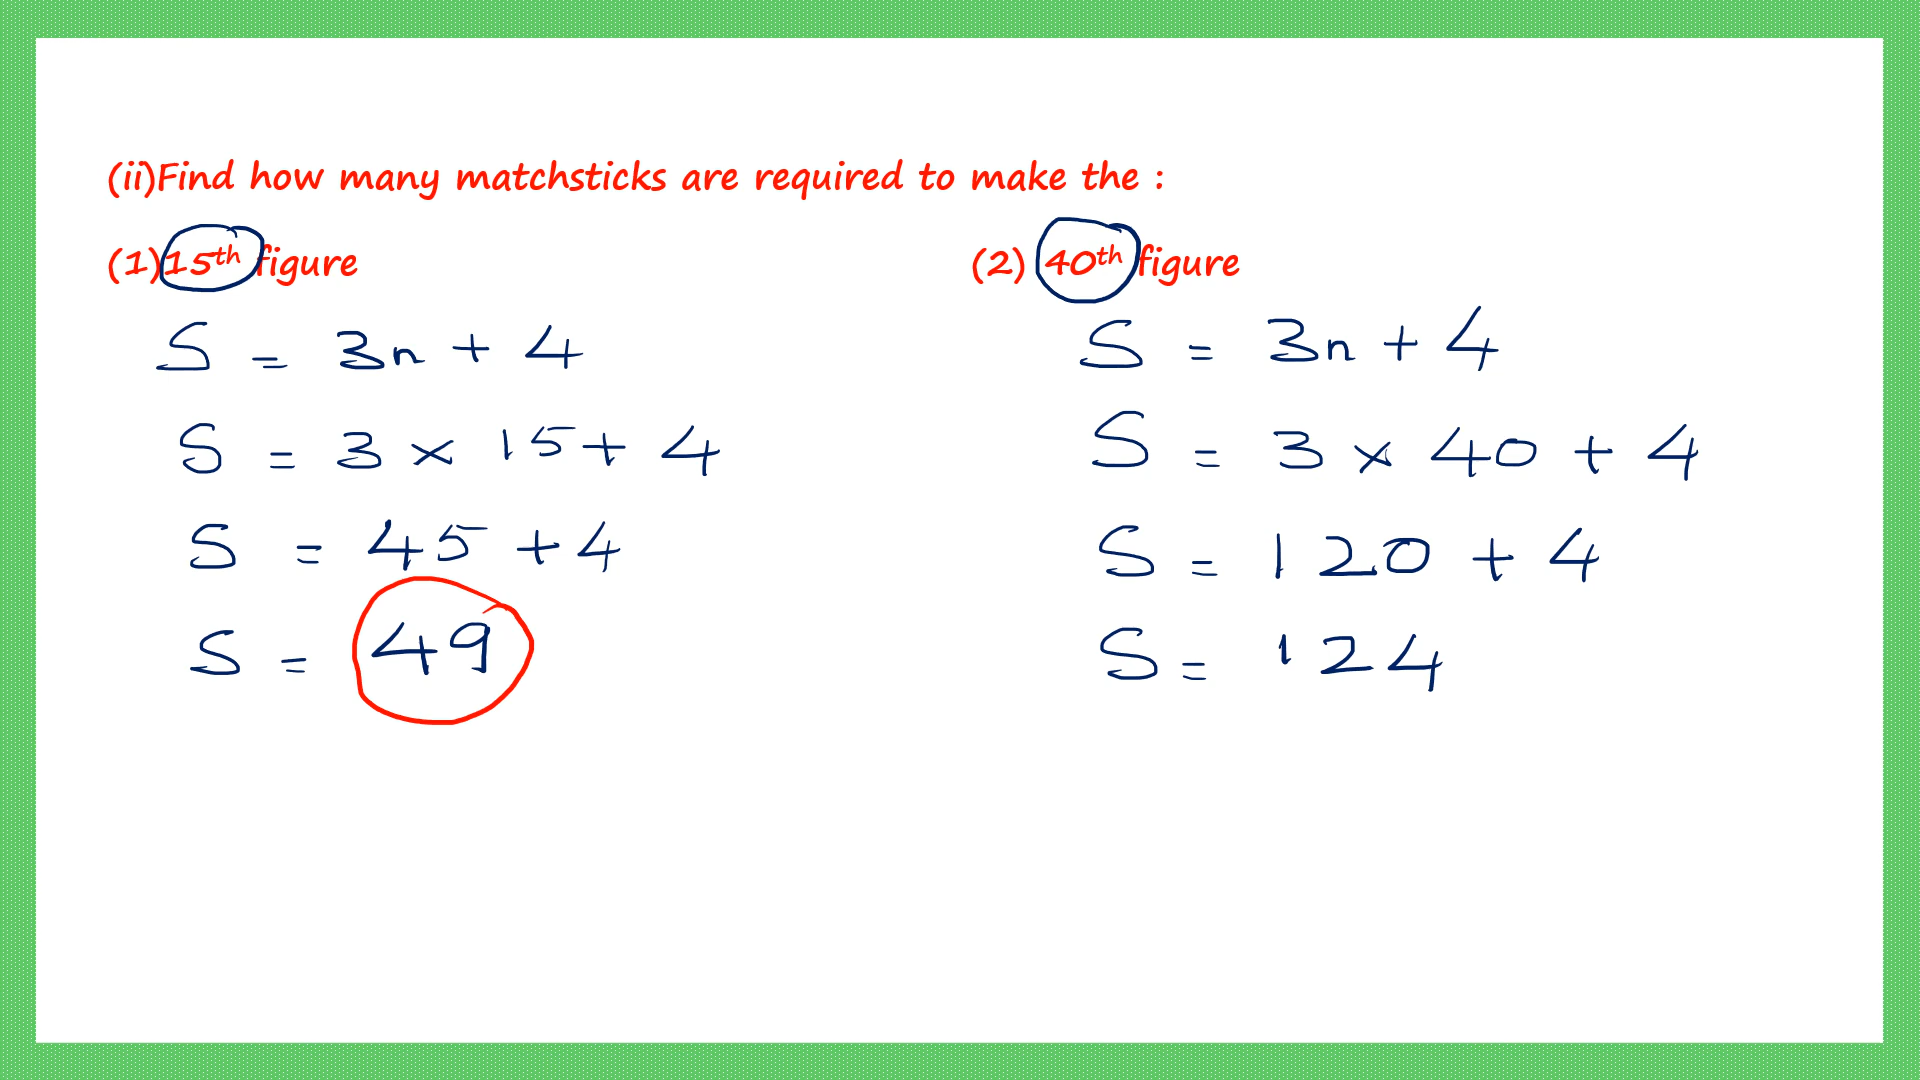 (ii)Find how many matchsticks are required to make the :
(1)15th figure
(2) 40th figure
S = 3n + 4
S = 3 × 15 + 4
S = 45 + 4
S = 49
S = 3n + 4
S = 3 × 40 + 4
S = 120 + 4
S = 124